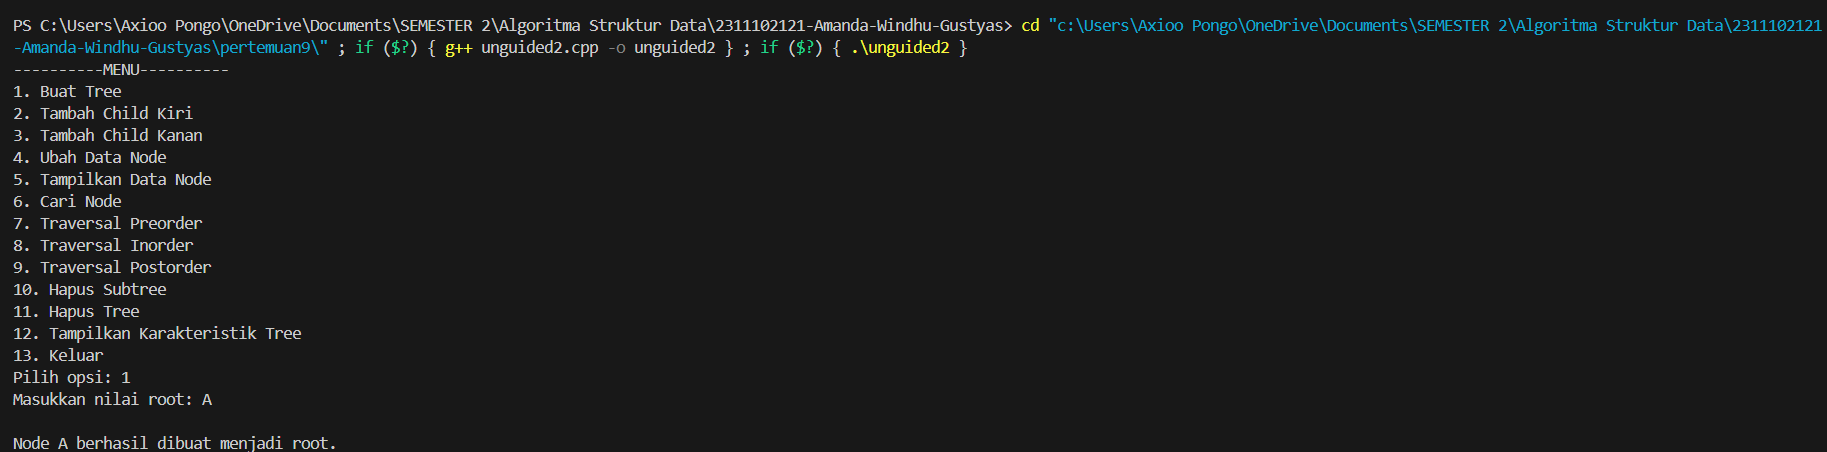 PS C:\Users\Axioo Pongo\OneDrive\Documents\SEMESTER 2\Algoritma Struktur Data\2311102121-Amanda-Windhu-Gustyas> cd "c:\Users\Axioo Pongo\OneDrive\Documents\SEMESTER 2\Algoritma Struktur Data\2311102121
-Amanda-Windhu-Gustyas\pertemuan9\" ; if ($?) { g++ unguided2.cpp -o unguided2 } ; if ($?) { .\unguided2 }
----------MENU----------
1. Buat Tree
2. Tambah Child Kiri
3. Tambah Child Kanan
4. Ubah Data Node
5. Tampilkan Data Node
6. Cari Node
7. Traversal Preorder
8. Traversal Inorder
9. Traversal Postorder
10. Hapus Subtree
11. Hapus Tree
12. Tampilkan Karakteristik Tree
13. Keluar
Pilih opsi: 1
Masukkan nilai root: A
Node A berhasil dibuat menjadi root.